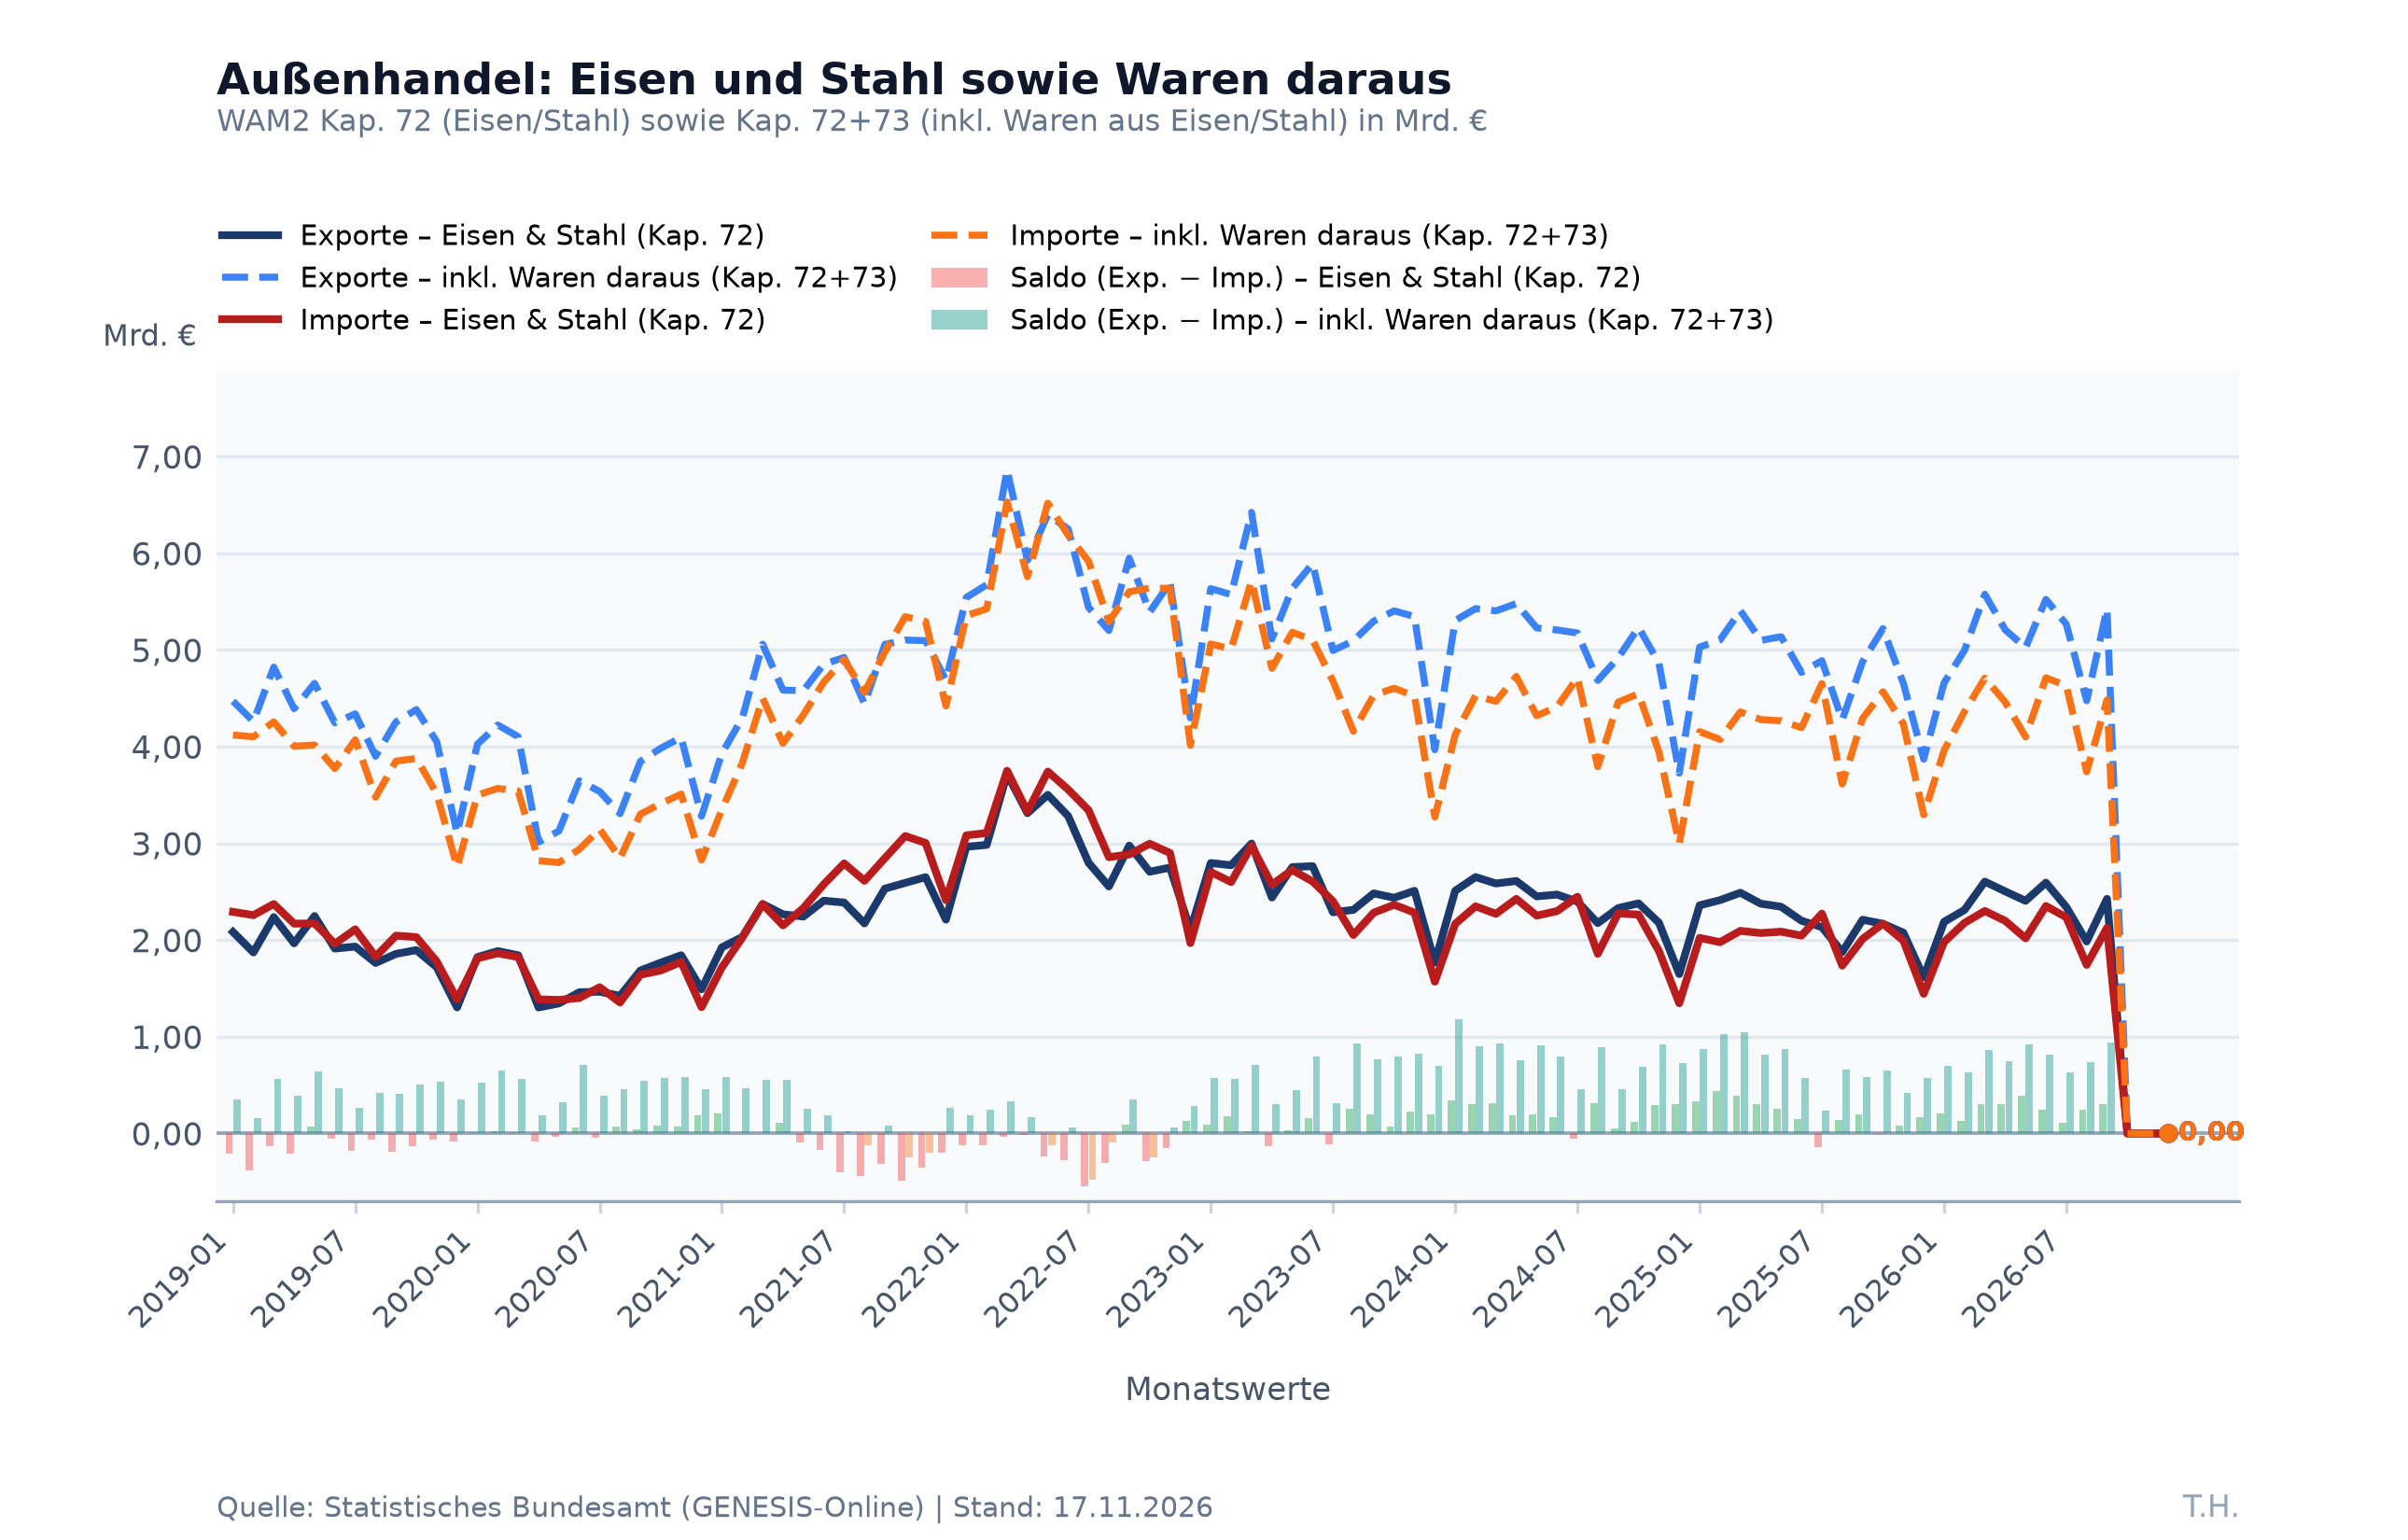 Außenhandel: Eisen und Stahl sowie Waren daraus
WAM2 Kap. 72 (Eisen/Stahl) sowie Kap. 72+73 (inkl. Waren aus Eisen/Stahl) in Mrd. €
Exporte – Eisen & Stahl (Kap. 72)
Exporte – inkl. Waren daraus (Kap. 72+73)
Importe – Eisen & Stahl (Kap. 72)
Importe – inkl. Waren daraus (Kap. 72+73)
Saldo (Exp. − Imp.) – Eisen & Stahl (Kap. 72)
Saldo (Exp. − Imp.) – inkl. Waren daraus (Kap. 72+73)
Mrd. €
7,00
6,00
5,00
4,00
3,00
2,00
1,00
0,00
0,00
2019-01
2019-07
2020-01
2020-07
2021-01
2021-07
2022-01
2022-07
2023-01
2023-07
2024-01
2024-07
2025-01
2025-07
2026-01
2026-07
Monatswerte
Quelle: Statistisches Bundesamt (GENESIS-Online) | Stand: 17.11.2026
T.H.